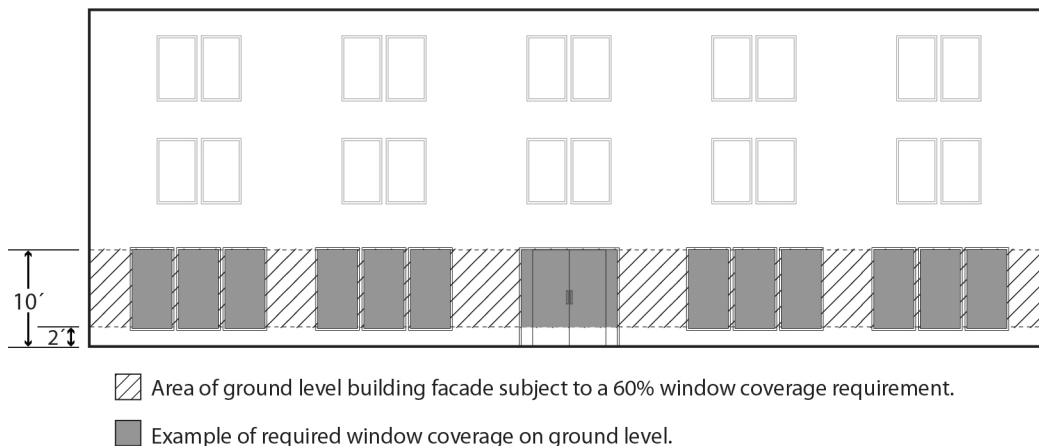 10´
2´
Area of ground level building facade subject to a 60% window coverage requirement.
Example of required window coverage on ground level.